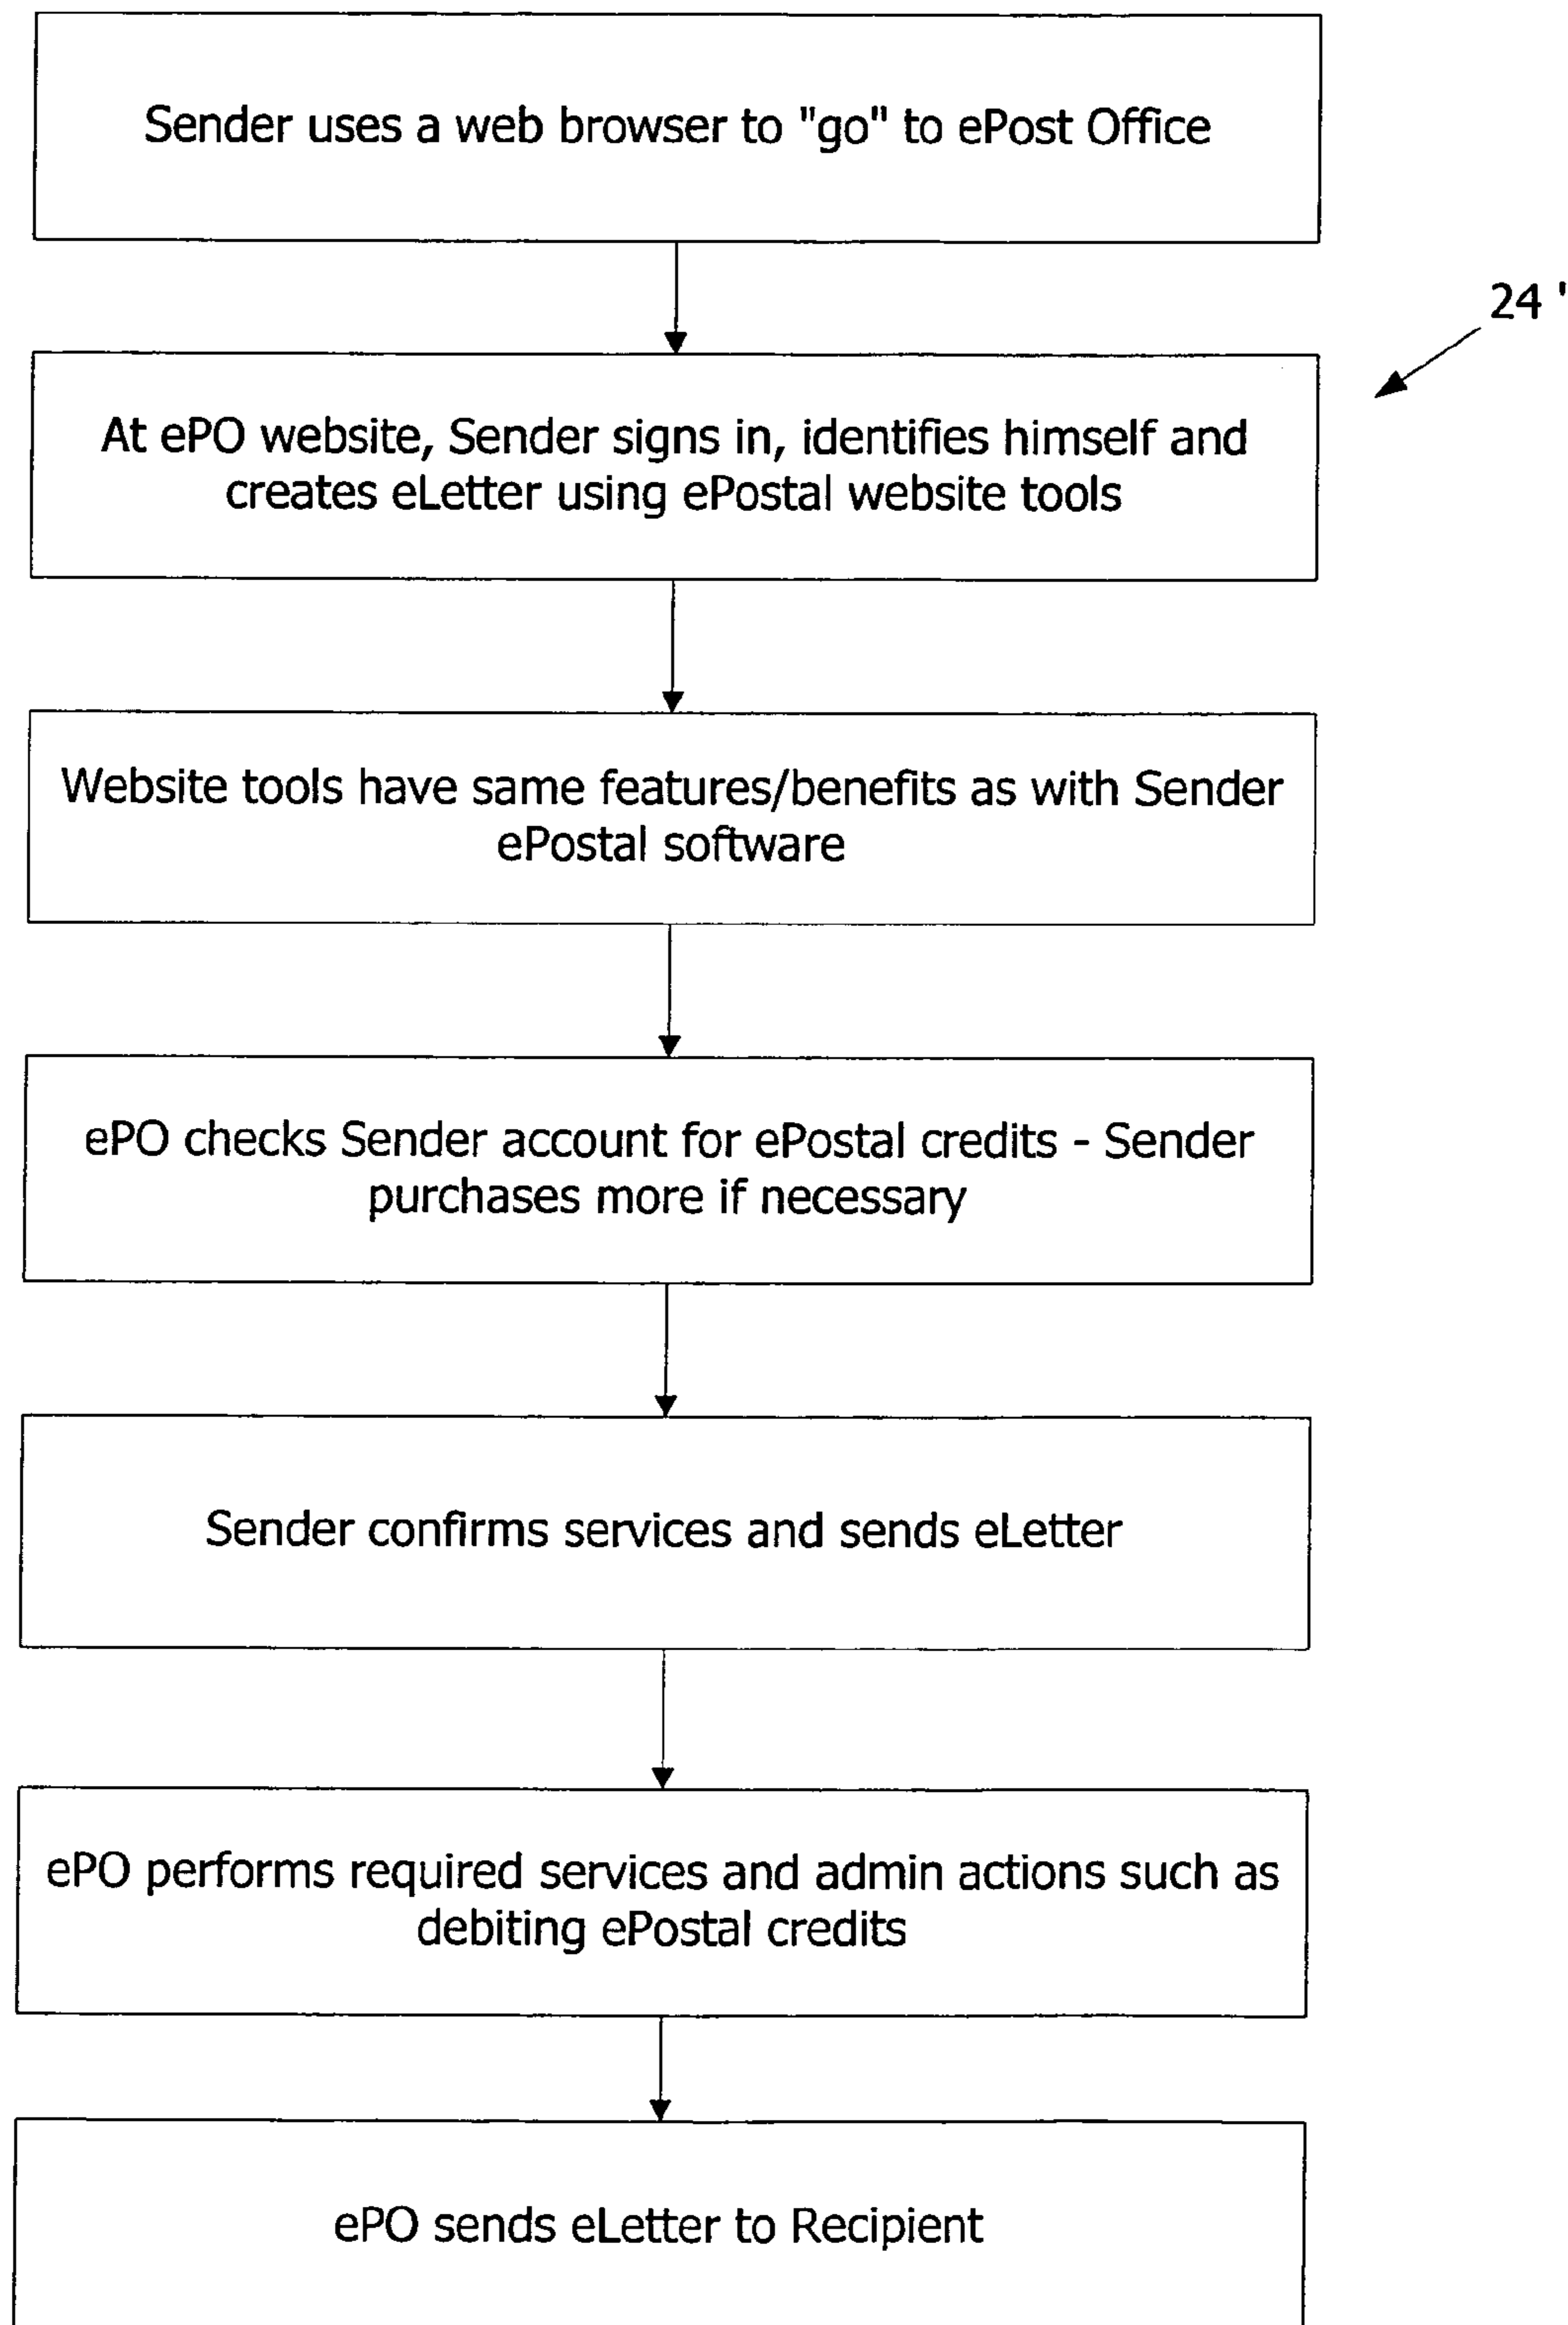 Sender uses a web browser to "go" to ePost Office
24 '
At ePO website, Sender signs in, identifies himself and
creates eLetter using ePostal website tools
Website tools have same features/benefits as with Sender
ePostal software
ePO checks Sender account for ePostal credits - Sender
purchases more if necessary
Sender confirms services and sends eLetter
ePO performs required services and admin actions such as
debiting ePostal credits
ePO sends eLetter to Recipient